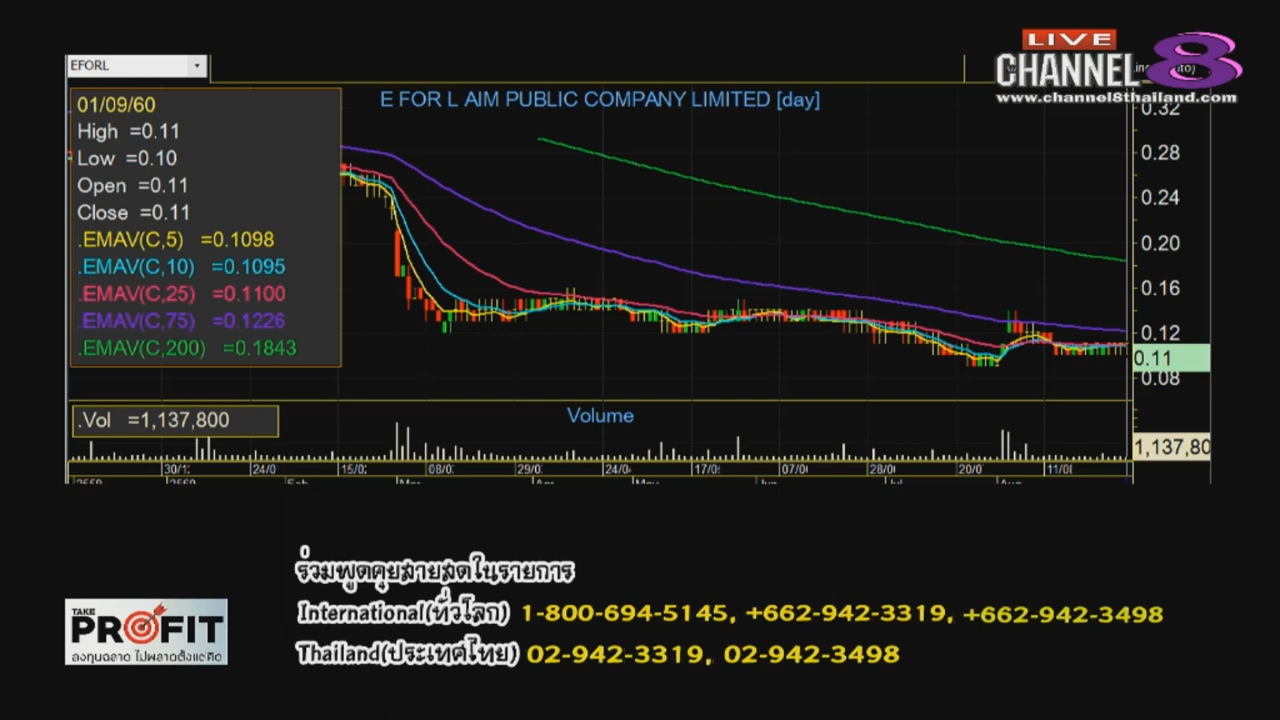 EFORL
LIVE
CHANNEL 8
www.channel8thailand.com
E FOR L AIM PUBLIC COMPANY LIMITED [day]
01/09/60
High =0.11
Low =0.10
Open =0.11
Close =0.11
.EMAV(C,5) =0.1098
.EMAV(C,10) =0.1095
.EMAV(C,25) =0.1100
.EMAV(C,75) =0.1226
.EMAV(C,200) =0.1843
0.32
0.28
0.24
0.20
0.16
0.12
0.11
0.08
.Vol =1,137,800
Volume
1,137,80
30/1 24/0 15/0 08/0 29/0 24/0 17/0 07/0 28/0 20/0 11/0
ร่วมพูดคุยสายสดในรายการ
International(ทั่วโลก) 1-800-694-5145, +662-942-3319, +662-942-3498
Thailand(ประเทศไทย) 02-942-3319, 02-942-3498
TAKE
PROFIT
ลงทุนฉลาด ไม่พลาดตั้งแต่คิด